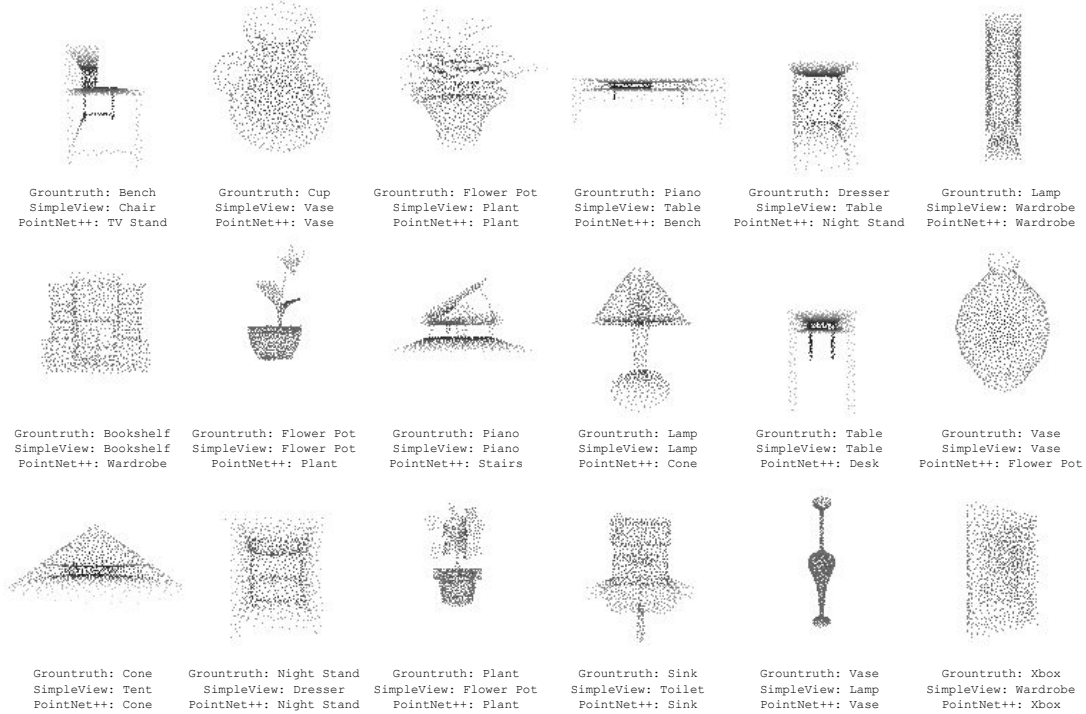 Grountruth: Bench
SimpleView: Chair
PointNet++: TV Stand
Grountruth: Cup
SimpleView: Vase
PointNet++: Vase
Grountruth: Flower Pot
SimpleView: Plant
PointNet++: Plant
Grountruth: Piano
SimpleView: Table
PointNet++: Bench
Grountruth: Dresser
SimpleView: Table
PointNet++: Night Stand
Grountruth: Lamp
SimpleView: Wardrobe
PointNet++: Wardrobe
Grountruth: Bookshelf
SimpleView: Bookshelf
PointNet++: Wardrobe
Grountruth: Flower Pot
SimpleView: Flower Pot
PointNet++: Plant
Grountruth: Piano
SimpleView: Piano
PointNet++: Stairs
Grountruth: Lamp
SimpleView: Lamp
PointNet++: Cone
Grountruth: Table
SimpleView: Table
PointNet++: Desk
Grountruth: Vase
SimpleView: Vase
PointNet++: Flower Pot
Grountruth: Cone
SimpleView: Tent
PointNet++: Cone
Grountruth: Night Stand
SimpleView: Dresser
PointNet++: Night Stand
Grountruth: Plant
SimpleView: Flower Pot
PointNet++: Plant
Grountruth: Sink
SimpleView: Toilet
PointNet++: Sink
Grountruth: Vase
SimpleView: Lamp
PointNet++: Vase
Grountruth: Xbox
SimpleView: Wardrobe
PointNet++: Xbox